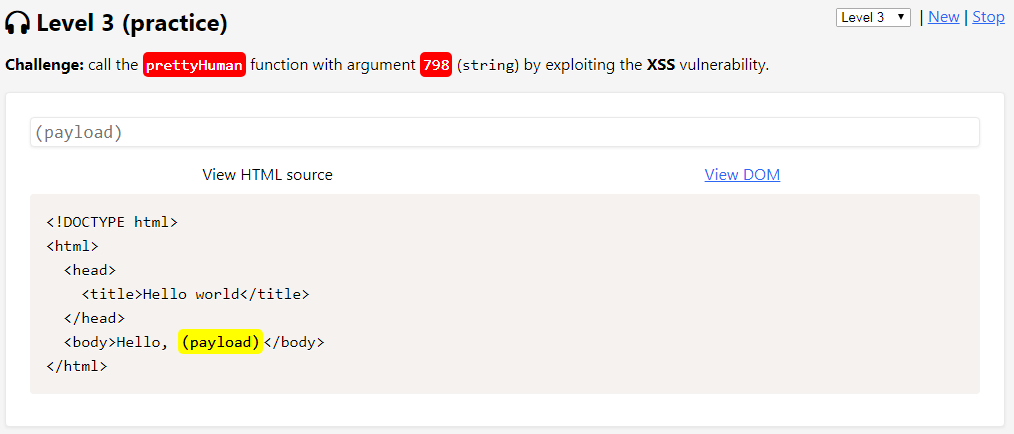 Level 3 (practice)
Level 3 | New | Stop
Challenge: call the prettyHuman function with argument 798 (string) by exploiting the XSS vulnerability.
(payload)
View HTML source View DOM
<!DOCTYPE html>
<html>
<head>
<title>Hello world</title>
</head>
<body>Hello, (payload)</body>
</html>